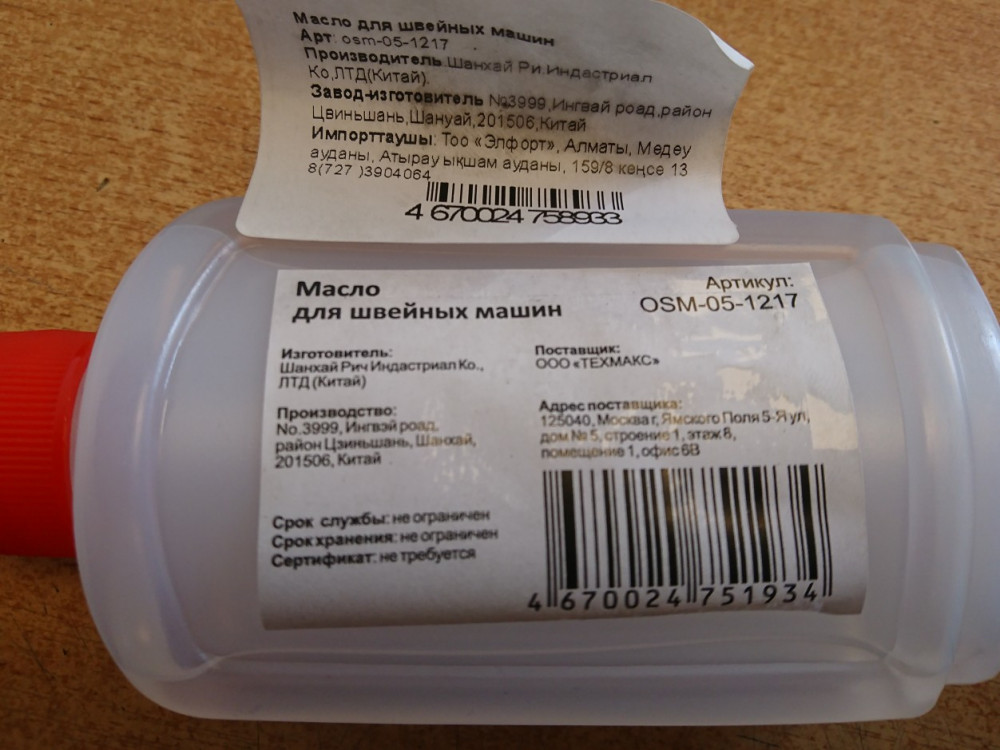 Масло для швейных машин
Арт: osm-05-1217
Производитель:Шанхай Ри.Индастриал
Ко,ЛТД(Китай).
Завод-изготовитель №3999,Ингвай роад,район
Цвиньшань,Шануай,201506,Китай
Импорттаушы: Тоо «Элфорт», Алматы, Медеу
ауданы, Атырау ықшам ауданы, 159/8 кеңсе 13
8(727 )3904064
4 670024 758933
Масло
для швейных машин
Артикул:
OSM-05-1217
Изготовитель:
Шанхай Рич Индастриал Ко.,
ЛТД (Китай)
Поставщик:
ООО «ТЕХМАКС»
Производство:
No.3999, Ингвэй роад,
район Цзиньшань, Шанхай,
201506, Китай
Адрес поставщика:
125040, Москва г, Ямского Поля 5-Я ул,
дом № 5, строение 1, этаж 8,
помещение 1, офис 6В
Срок службы: не ограничен
Срок хранения: не ограничен
Сертификат: не требуется
4 670024 751934